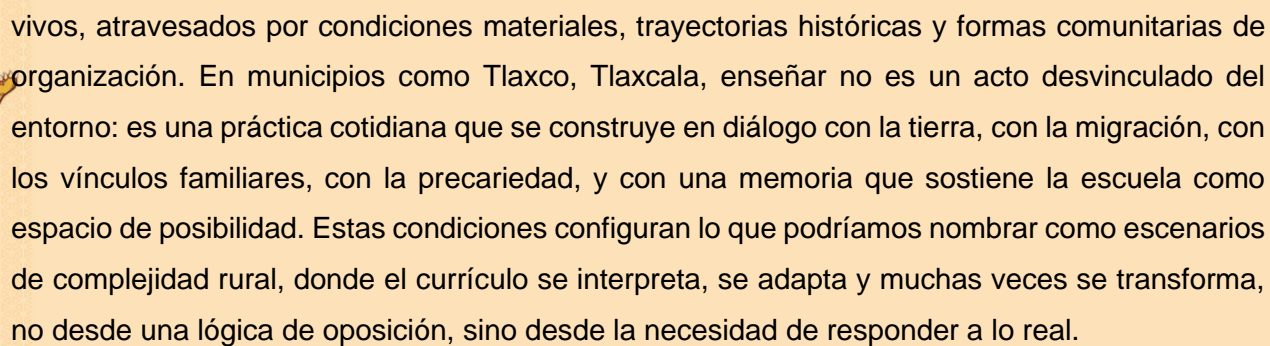 vivos, atravesados por condiciones materiales, trayectorias históricas y formas comunitarias de
organización. En municipios como Tlaxco, Tlaxcala, enseñar no es un acto desvinculado del
entorno: es una práctica cotidiana que se construye en diálogo con la tierra, con la migración, con
los vínculos familiares, con la precariedad, y con una memoria que sostiene la escuela como
espacio de posibilidad. Estas condiciones configuran lo que podríamos nombrar como escenarios
de complejidad rural, donde el currículo se interpreta, se adapta y muchas veces se transforma,
no desde una lógica de oposición, sino desde la necesidad de responder a lo real.